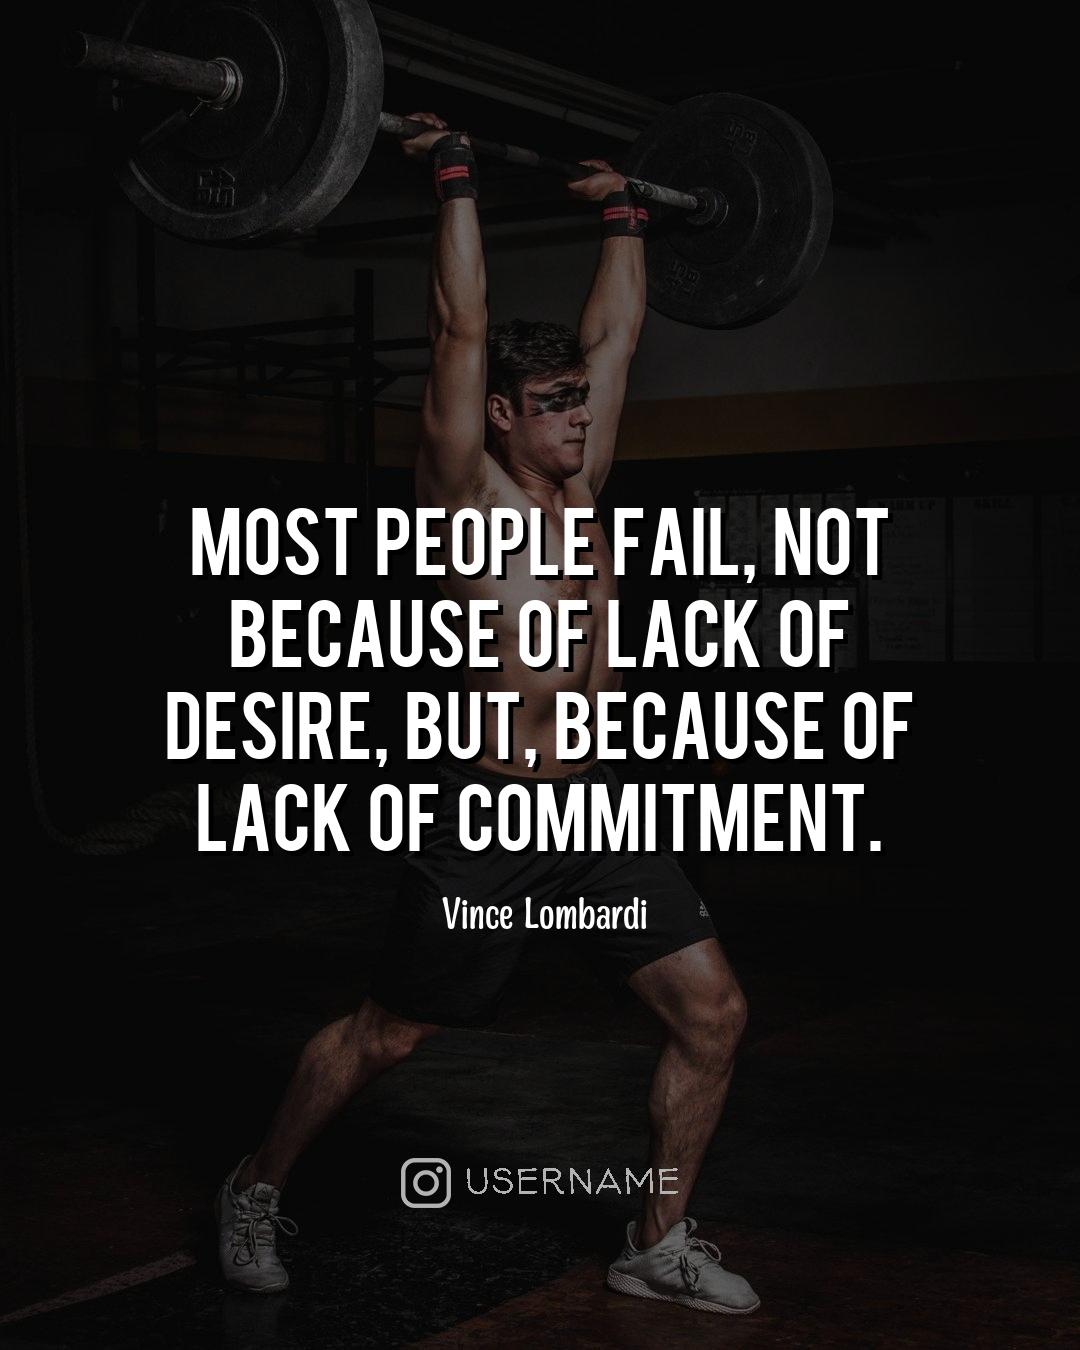 MOST PEOPLE FAIL, NOT
BECAUSE OF LACK OF
DESIRE, BUT, BECAUSE OF
LACK OF COMMITMENT.
Vince Lombardi
USERNAME